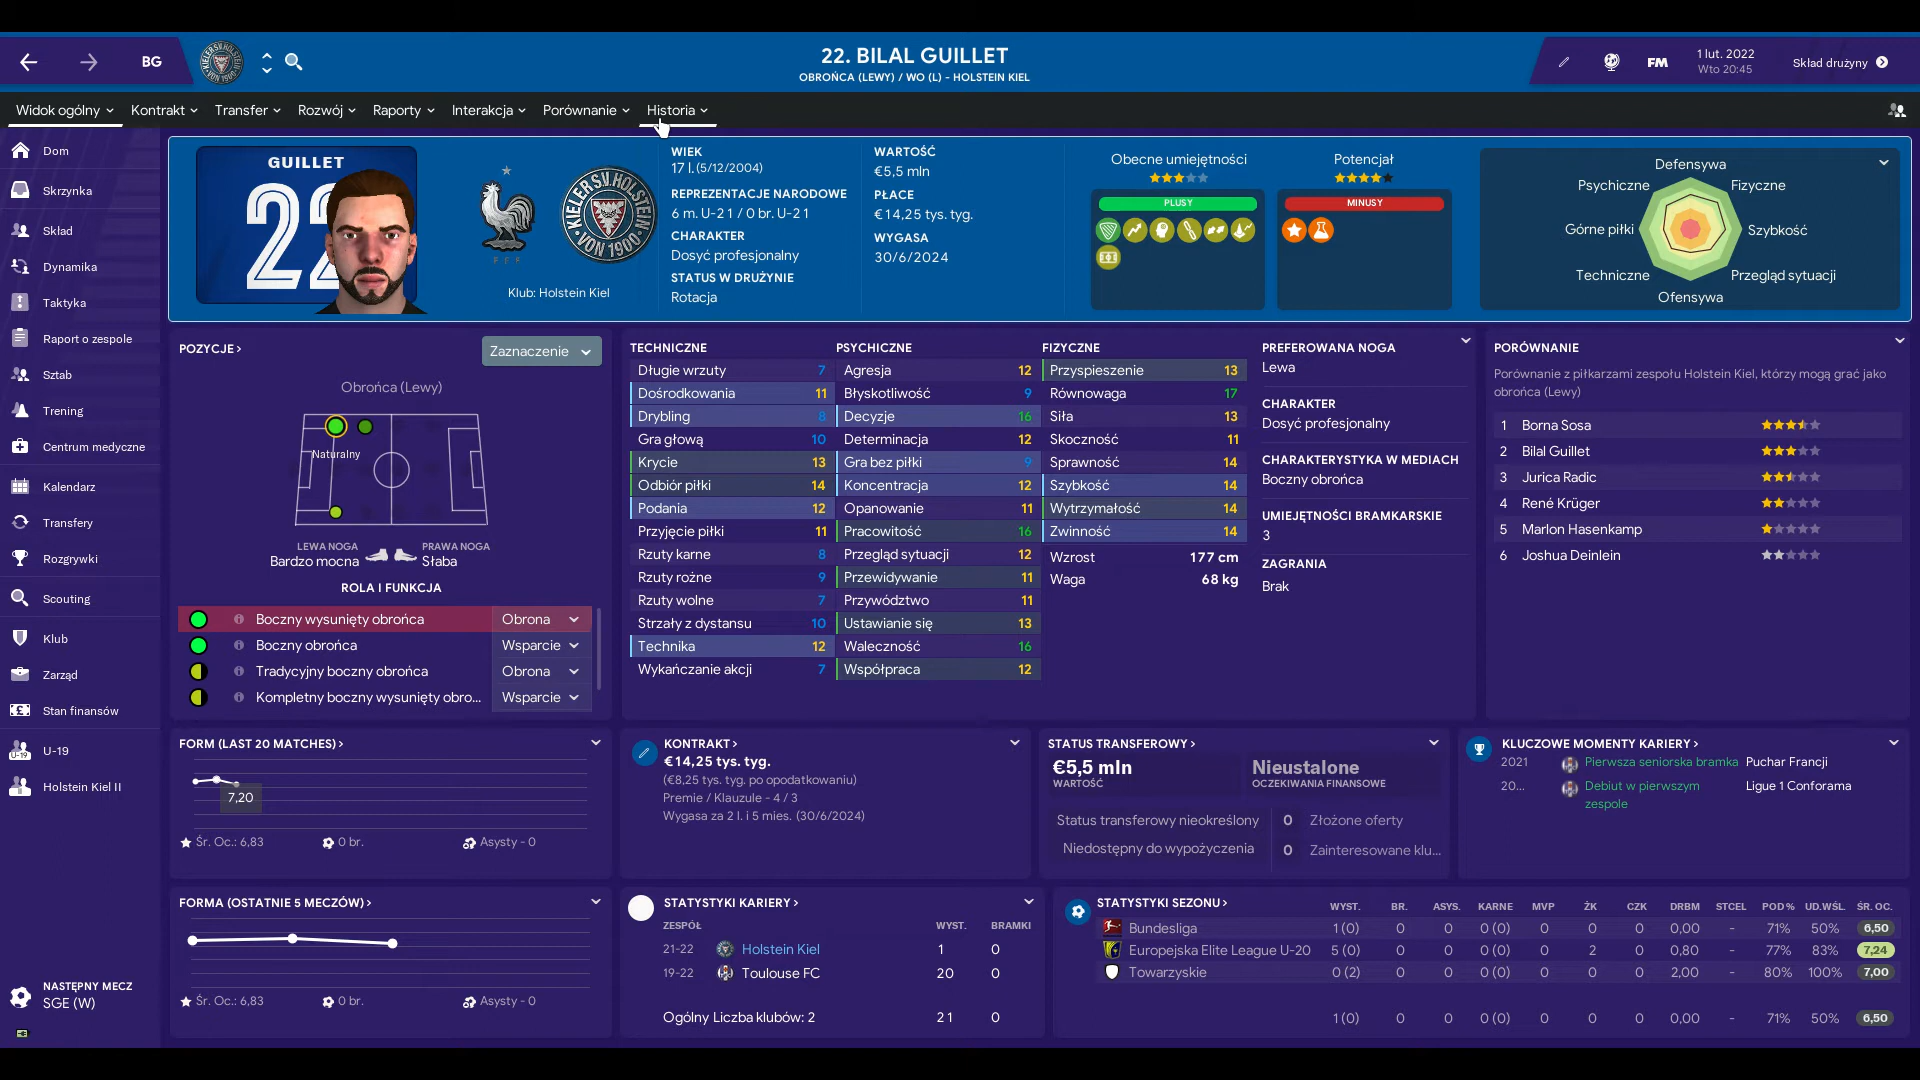 BG
22. BILAL GUILLET
OBROŃCA (LEWY) / WO (L) - HOLSTEIN KIEL
FM
1 lut. 2022
Wto 20:45
Skład drużyny
Widok ogólny
Kontrakt
Transfer
Rozwój
Raporty
Interakcja
Porównanie
Historia
Dom
Skrzynka
Skład
Dynamika
Taktyka
Raport o zespole
Sztab
Trening
Centrum medyczne
Kalendarz
Transfery
Rozgrywki
Scouting
Klub
Zarząd
Stan finansów
U-19
Holstein Kiel II
NASTĘPNY MECZ
SGE (W)
GUILLET
22
KIELER S.V. HOLSTEIN VON 1900
FFF
Klub: Holstein Kiel
WIEK
17 l. (5/12/2004)
REPREZENTACJE NARODOWE
6 m. U-21 / 0 br. U-21
CHARAKTER
Dosyć profesjonalny
STATUS W DRUŻYNIE
Rotacja
WARTOŚĆ
€5,5 mln
PŁACE
€14,25 tys. tyg.
WYGASA
30/6/2024
Obecne umiejętności
PLUSY
Potencjał
MINUSY
Defensywa
Psychiczne
Fizyczne
Górne piłki
Szybkość
Techniczne
Przegląd sytuacji
Ofensywa
POZYCJE >
Zaznaczenie
Obrońca (Lewy)
Naturalny
LEWA NOGA
Bardzo mocna
PRAWA NOGA
Słaba
ROLA I FUNKCJA
Boczny wysunięty obrońca Obrona
Boczny obrońca Wsparcie
Tradycyjny boczny obrońca Obrona
Kompletny boczny wysunięty obro... Wsparcie
TECHNICZNE
Długie wrzuty 7
Dośrodkowania 11
Drybling 8
Gra głową 10
Krycie 13
Odbiór piłki 14
Podania 12
Przyjęcie piłki 11
Rzuty karne 8
Rzuty rożne 9
Rzuty wolne 7
Strzały z dystansu 10
Technika 12
Wykańczanie akcji 7
PSYCHICZNE
Agresja 12
Błyskotliwość 9
Decyzje 16
Determinacja 12
Gra bez piłki 9
Koncentracja 12
Opanowanie 11
Pracowitość 16
Przegląd sytuacji 12
Przewidywanie 11
Przywództwo 11
Ustawianie się 13
Waleczność 16
Współpraca 12
FIZYCZNE
Przyspieszenie 13
Równowaga 17
Siła 13
Skoczność 11
Sprawność 14
Szybkość 14
Wytrzymałość 14
Zwinność 14
Wzrost 177 cm
Waga 68 kg
PREFEROWANA NOGA
Lewa
CHARAKTER
Dosyć profesjonalny
CHARAKTERYSTYKA W MEDIACH
Boczny obrońca
UMIEJĘTNOŚCI BRAMKARSKIE
3
ZAGRANIA
Brak
PORÓWNANIE
Porównanie z piłkarzami zespołu Holstein Kiel, którzy mogą grać jako
obrońca (Lewy)
1 Borna Sosa
2 Bilal Guillet
3 Jurica Radic
4 René Krüger
5 Marlon Hasenkamp
6 Joshua Deinlein
FORM (LAST 20 MATCHES) >
7,20
Śr. Oc.: 6,83
0 br.
Asysty - 0
KONTRAKT >
€14,25 tys. tyg.
(€8,25 tys. tyg. po opodatkowaniu)
Premie / Klauzule - 4 / 3
Wygasa za 2 l. i 5 mies. (30/6/2024)
STATUS TRANSFEROWY >
€5,5 mln
WARTOŚĆ
Nieustalone
OCZEKIWANIA FINANSOWE
Status transferowy nieokreślony
Niedostępny do wypożyczenia
0 Złożone oferty
0 Zainteresowane klu...
KLUCZOWE MOMENTY KARIERY >
2021 Pierwsza seniorska bramka Puchar Francji
20... Debiut w pierwszym Ligue 1 Conforama
zespole
FORMA (OSTATNIE 5 MECZÓW) >
Śr. Oc.: 6,83
0 br.
Asysty - 0
STATYSTYKI KARIERY >
ZESPÓŁ WYST. BRAMKI
21-22 Holstein Kiel 1 0
19-22 Toulouse FC 20 0
Ogólny Liczba klubów: 2 21 0
STATYSTYKI SEZONU > WYST. BR. ASYS. KARNE MVP ŻK CZK DRBM STCEL POD % UD.WŚL. ŚR. OC.
Bundesliga 1 (0) 0 0 0 (0) 0 0 0 0,00 - 71% 50% 6,50
Europejska Elite League U-20 5 (0) 0 0 0 (0) 0 2 0 0,80 - 77% 83% 7,24
Towarzyskie 0 (2) 0 0 0 (0) 0 0 0 2,00 - 80% 100% 7,00
1 (0) 0 0 0 (0) 0 0 0 0,00 - 71% 50% 6,50